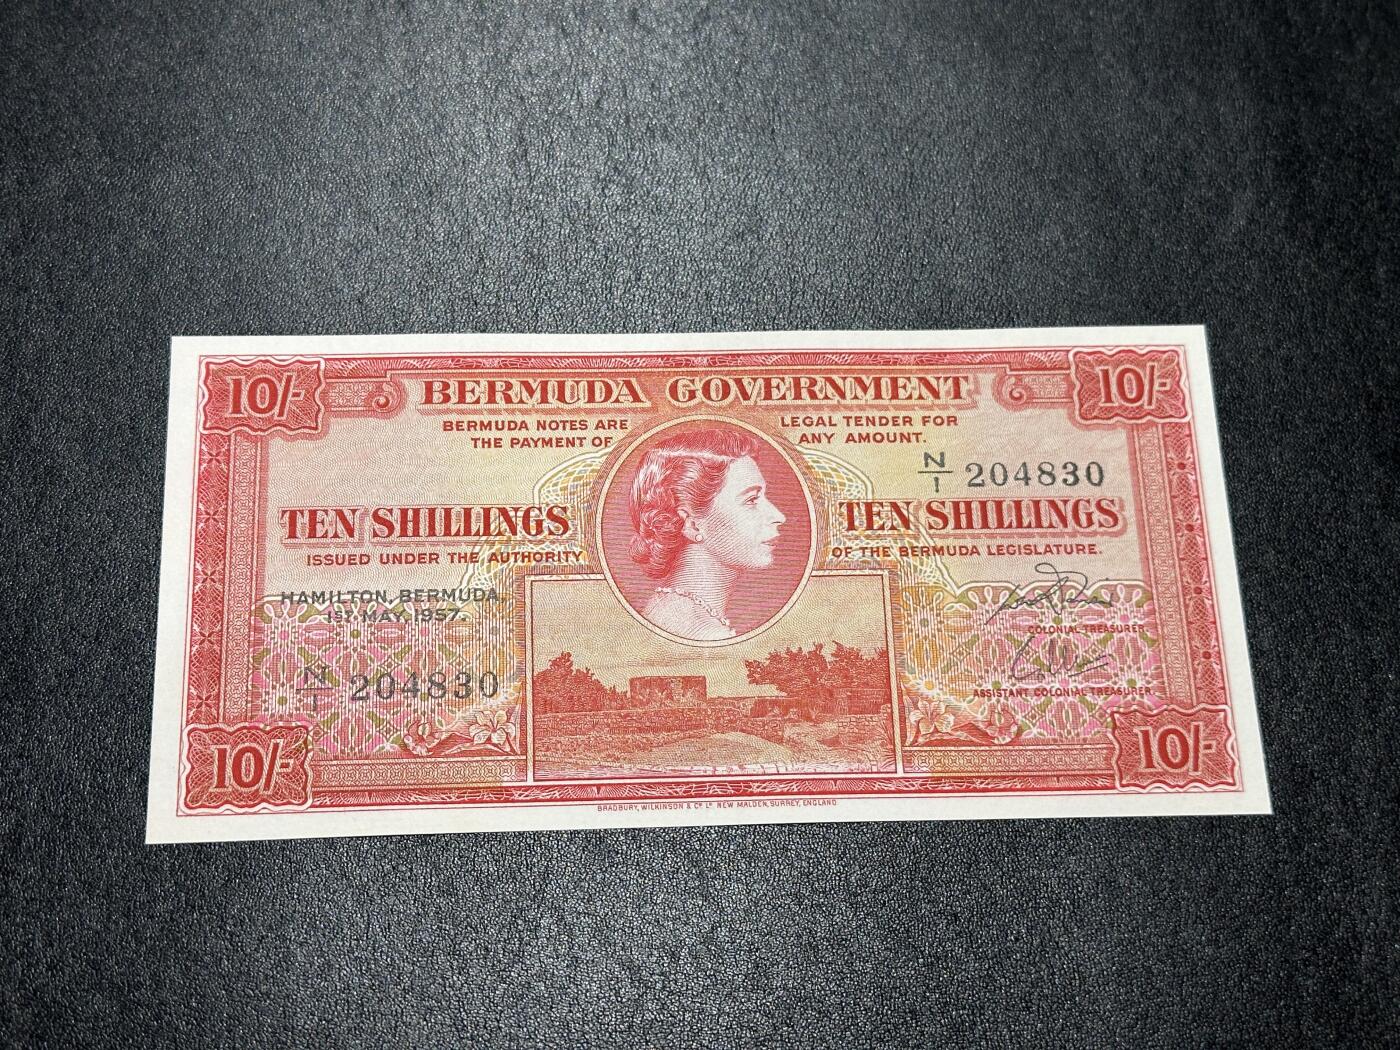 10/- BERMUDA GOVERNMENT 10/-
BERMUDA NOTES ARE LEGAL TENDER FOR
THE PAYMENT OF ANY AMOUNT.
N/1 204830
TEN SHILLINGS TEN SHILLINGS
ISSUED UNDER THE AUTHORITY OF THE BERMUDA LEGISLATURE.
HAMILTON, BERMUDA,
1ST MAY, 1957.
COLONIAL TREASURER
N/1 204830
ASSISTANT COLONIAL TREASURER
10/- 10/-
BRADBURY, WILKINSON & Co. Ld. NEW MALDEN, SURREY, ENGLAND